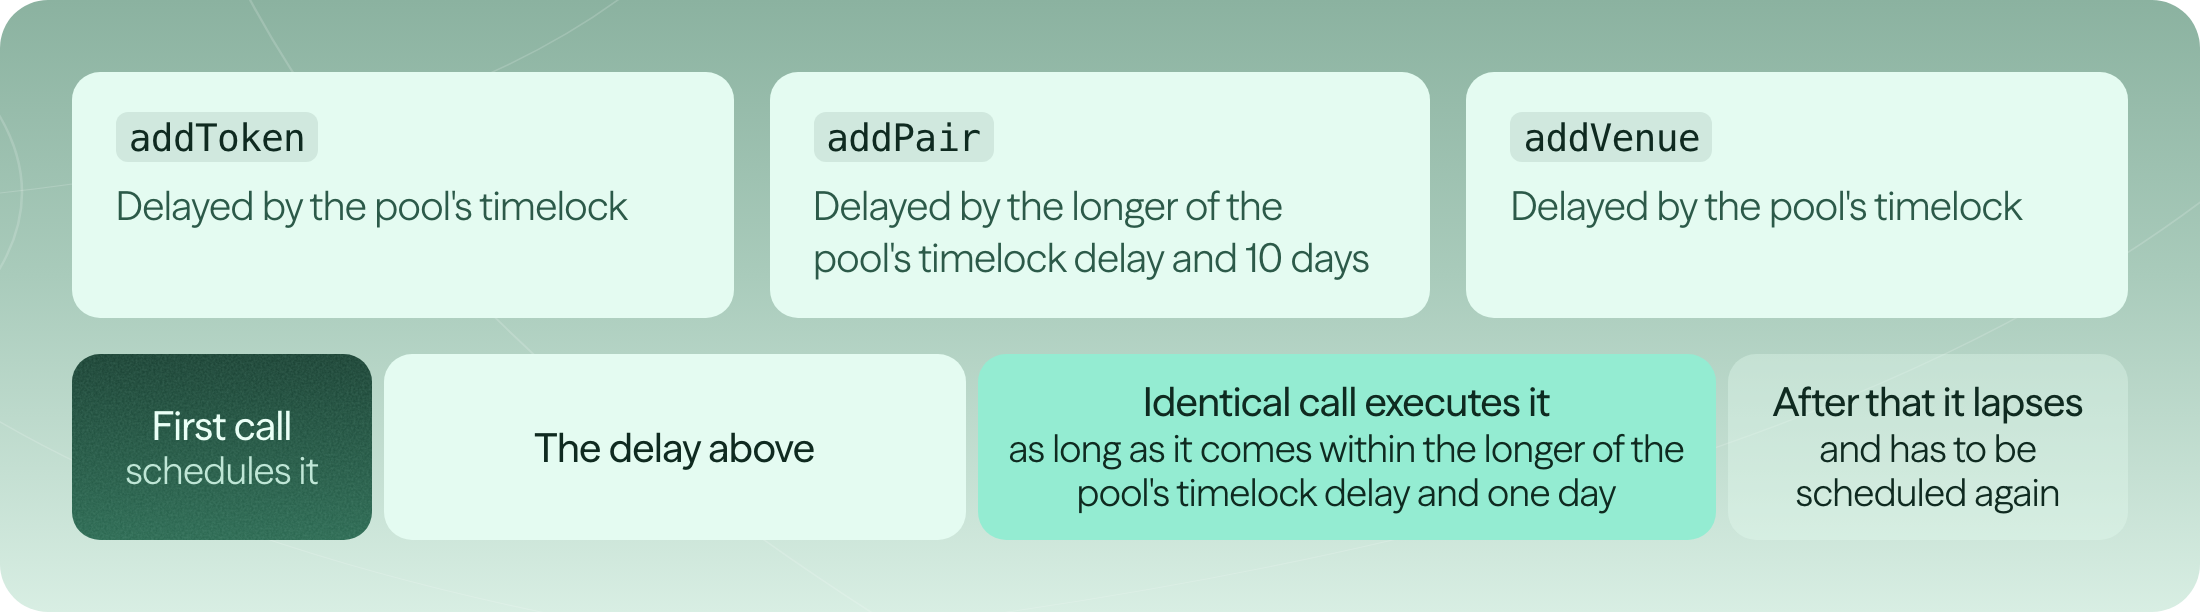 addToken
Delayed by the pool's timelock
addPair
Delayed by the longer of the
pool's timelock delay and 10 days
addVenue
Delayed by the pool's timelock
First call
schedules it
The delay above
Identical call executes it
as long as it comes within the longer of the
pool's timelock delay and one day
After that it lapses
and has to be
scheduled again